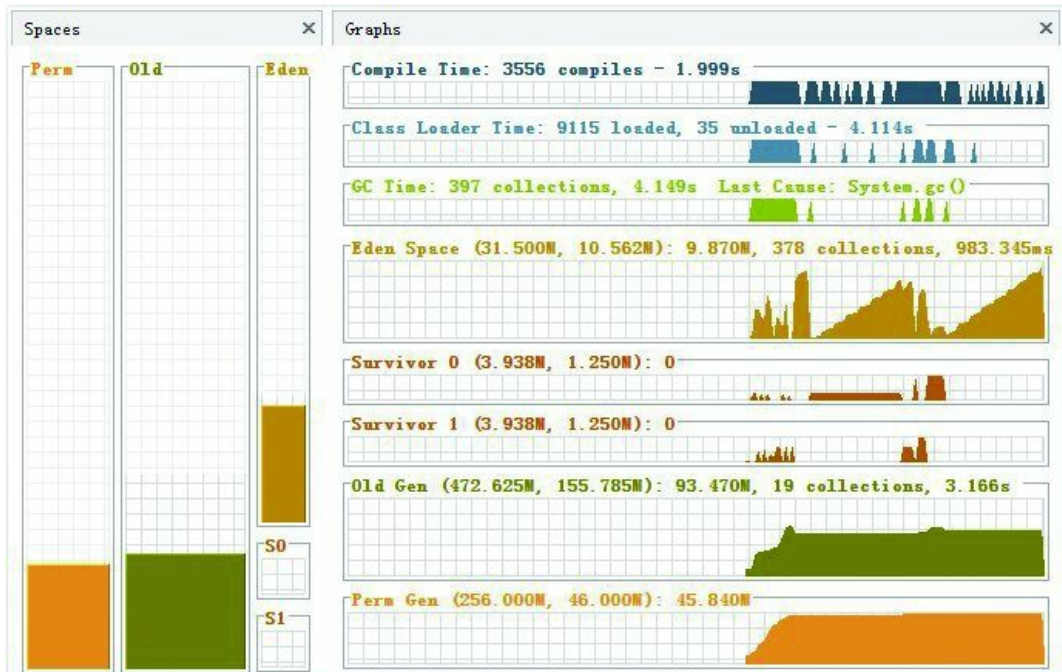 Spaces
Graphs
Perm
Old
Eden
S0
S1
Compile Time: 3556 compiles - 1.999s
Class Loader Time: 9115 loaded, 35 unloaded - 4.114s
GC Time: 397 collections, 4.149s Last Cause: System.gc()
Eden Space (31.500M, 10.562M): 9.870M, 378 collections, 983.345ms
Survivor 0 (3.938M, 1.250M): 0
Survivor 1 (3.938M, 1.250M): 0
Old Gen (472.625M, 155.785M): 93.470M, 19 collections, 3.166s
Perm Gen (256.000M, 46.000M): 45.840M